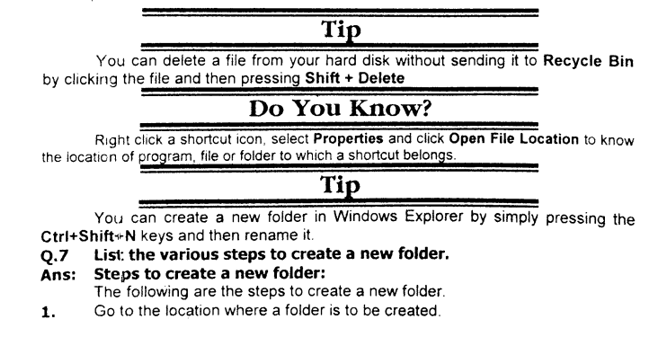 Tip
You can delete a file from your hard disk without sending it to Recycle Bin
by clicking the file and then pressing Shift + Delete
Do You Know?
Right click a shortcut icon, select Properties and click Open File Location to know
the location of program, file or folder to which a shortcut belongs.
Tip
You can create a new folder in Windows Explorer by simply pressing the
Ctrl+Shift+N keys and then rename it.
Q.7 List the various steps to create a new folder.
Ans: Steps to create a new folder:
The following are the steps to create a new folder.
1. Go to the location where a folder is to be created.